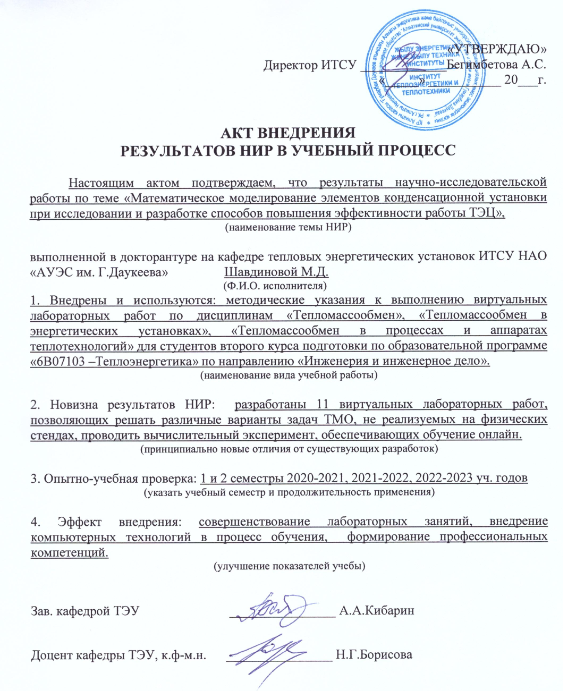 «УТВЕРЖДАЮ»
Директор ИТСУ Бегимбетова А.С.
«___»___________ 20___г.
АКТ ВНЕДРЕНИЯ
РЕЗУЛЬТАТОВ НИР В УЧЕБНЫЙ ПРОЦЕСС
Настоящим актом подтверждаем, что результаты научно-исследовательской
работы по теме «Математическое моделирование элементов конденсационной установки
при исследовании и разработке способов повышения эффективности работы ТЭЦ»,
(наименование темы НИР)
выполненной в докторантуре на кафедре тепловых энергетических установок ИТСУ НАО
«АУЭС им. Г.Даукеева» Шавдиновой М.Д.
(Ф.И.О. исполнителя)
1. Внедрены и используются: методические указания к выполнению виртуальных
лабораторных работ по дисциплинам «Тепломассообмен», «Тепломассообмен в
энергетических установках», «Тепломассообмен в процессах и аппаратах
теплотехнологий» для студентов второго курса подготовки по образовательной программе
«6В07103 –Теплоэнергетика» по направлению «Инженерия и инженерное дело».
(наименование вида учебной работы)
2. Новизна результатов НИР: разработаны 11 виртуальных лабораторных работ,
позволяющих решать различные варианты задач ТМО, не реализуемых на физических
стендах, проводить вычислительный эксперимент, обеспечивающих обучение онлайн.
(принципиально новые отличия от существующих разработок)
3. Опытно-учебная проверка: 1 и 2 семестры 2020-2021, 2021-2022, 2022-2023 уч. годов
(указать учебный семестр и продолжительность применения)
4. Эффект внедрения: совершенствование лабораторных занятий, внедрение
компьютерных технологий в процесс обучения, формирование профессиональных
компетенций.
(улучшение показателей учебы)
Зав. кафедрой ТЭУ А.А.Кибарин
Доцент кафедры ТЭУ, к.ф-м.н. Н.Г.Борисова
ИНСТИТУТ
ТЕПЛОЭНЕРГЕТИКИ И
ТЕПЛОТЕХНИКИ